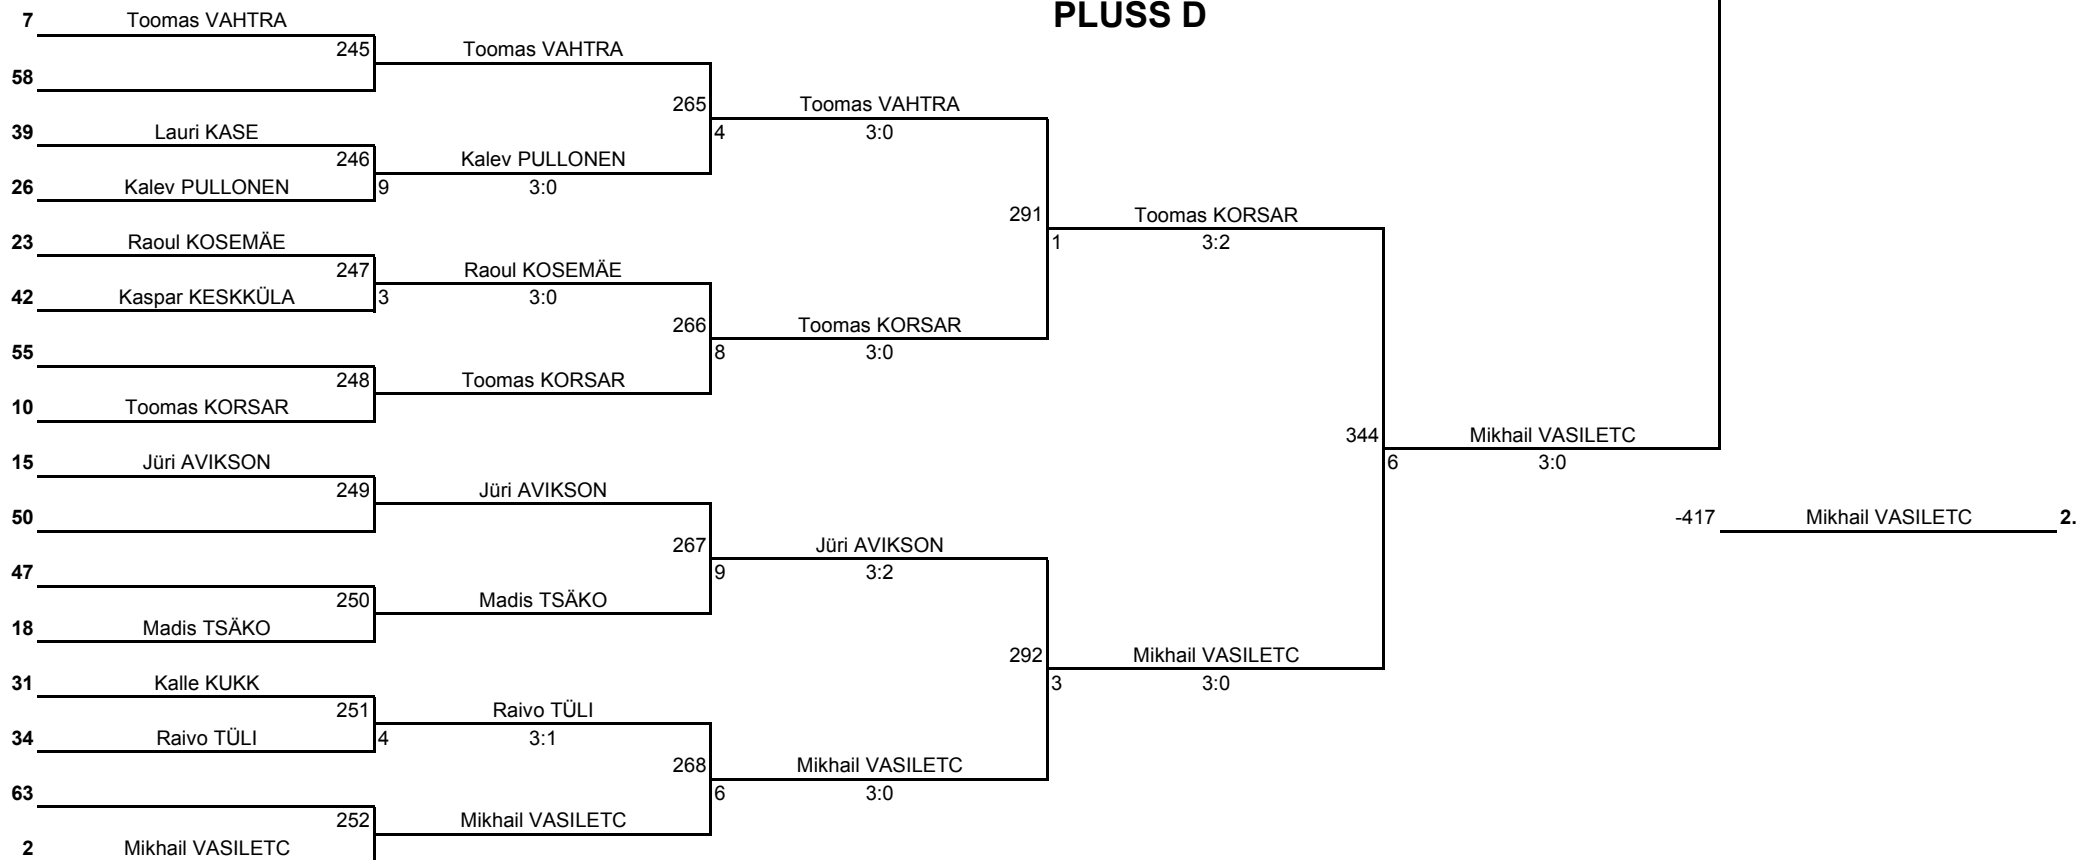 PLUSS D
7 Toomas VAHTRA
245 Toomas VAHTRA
58
265 Toomas VAHTRA
39 Lauri KASE 4 3:0
246 Kalev PULLONEN
26 Kalev PULLONEN 9 3:0
291 Toomas KORSAR
23 Raoul KOSEMÄE 1 3:2
247 Raoul KOSEMÄE
42 Kaspar KESKKÜLA 3 3:0
266 Toomas KORSAR
55 8 3:0
248 Toomas KORSAR
10 Toomas KORSAR
344 Mikhail VASILETC
15 Jüri AVIKSON 6 3:0
249 Jüri AVIKSON
50 -417 Mikhail VASILETC 2.
267 Jüri AVIKSON
47 9 3:2
250 Madis TSÄKO
18 Madis TSÄKO
292 Mikhail VASILETC
31 Kalle KUKK 3 3:0
251 Raivo TÜLI
34 Raivo TÜLI 4 3:1
268 Mikhail VASILETC
63 6 3:0
252 Mikhail VASILETC
2 Mikhail VASILETC